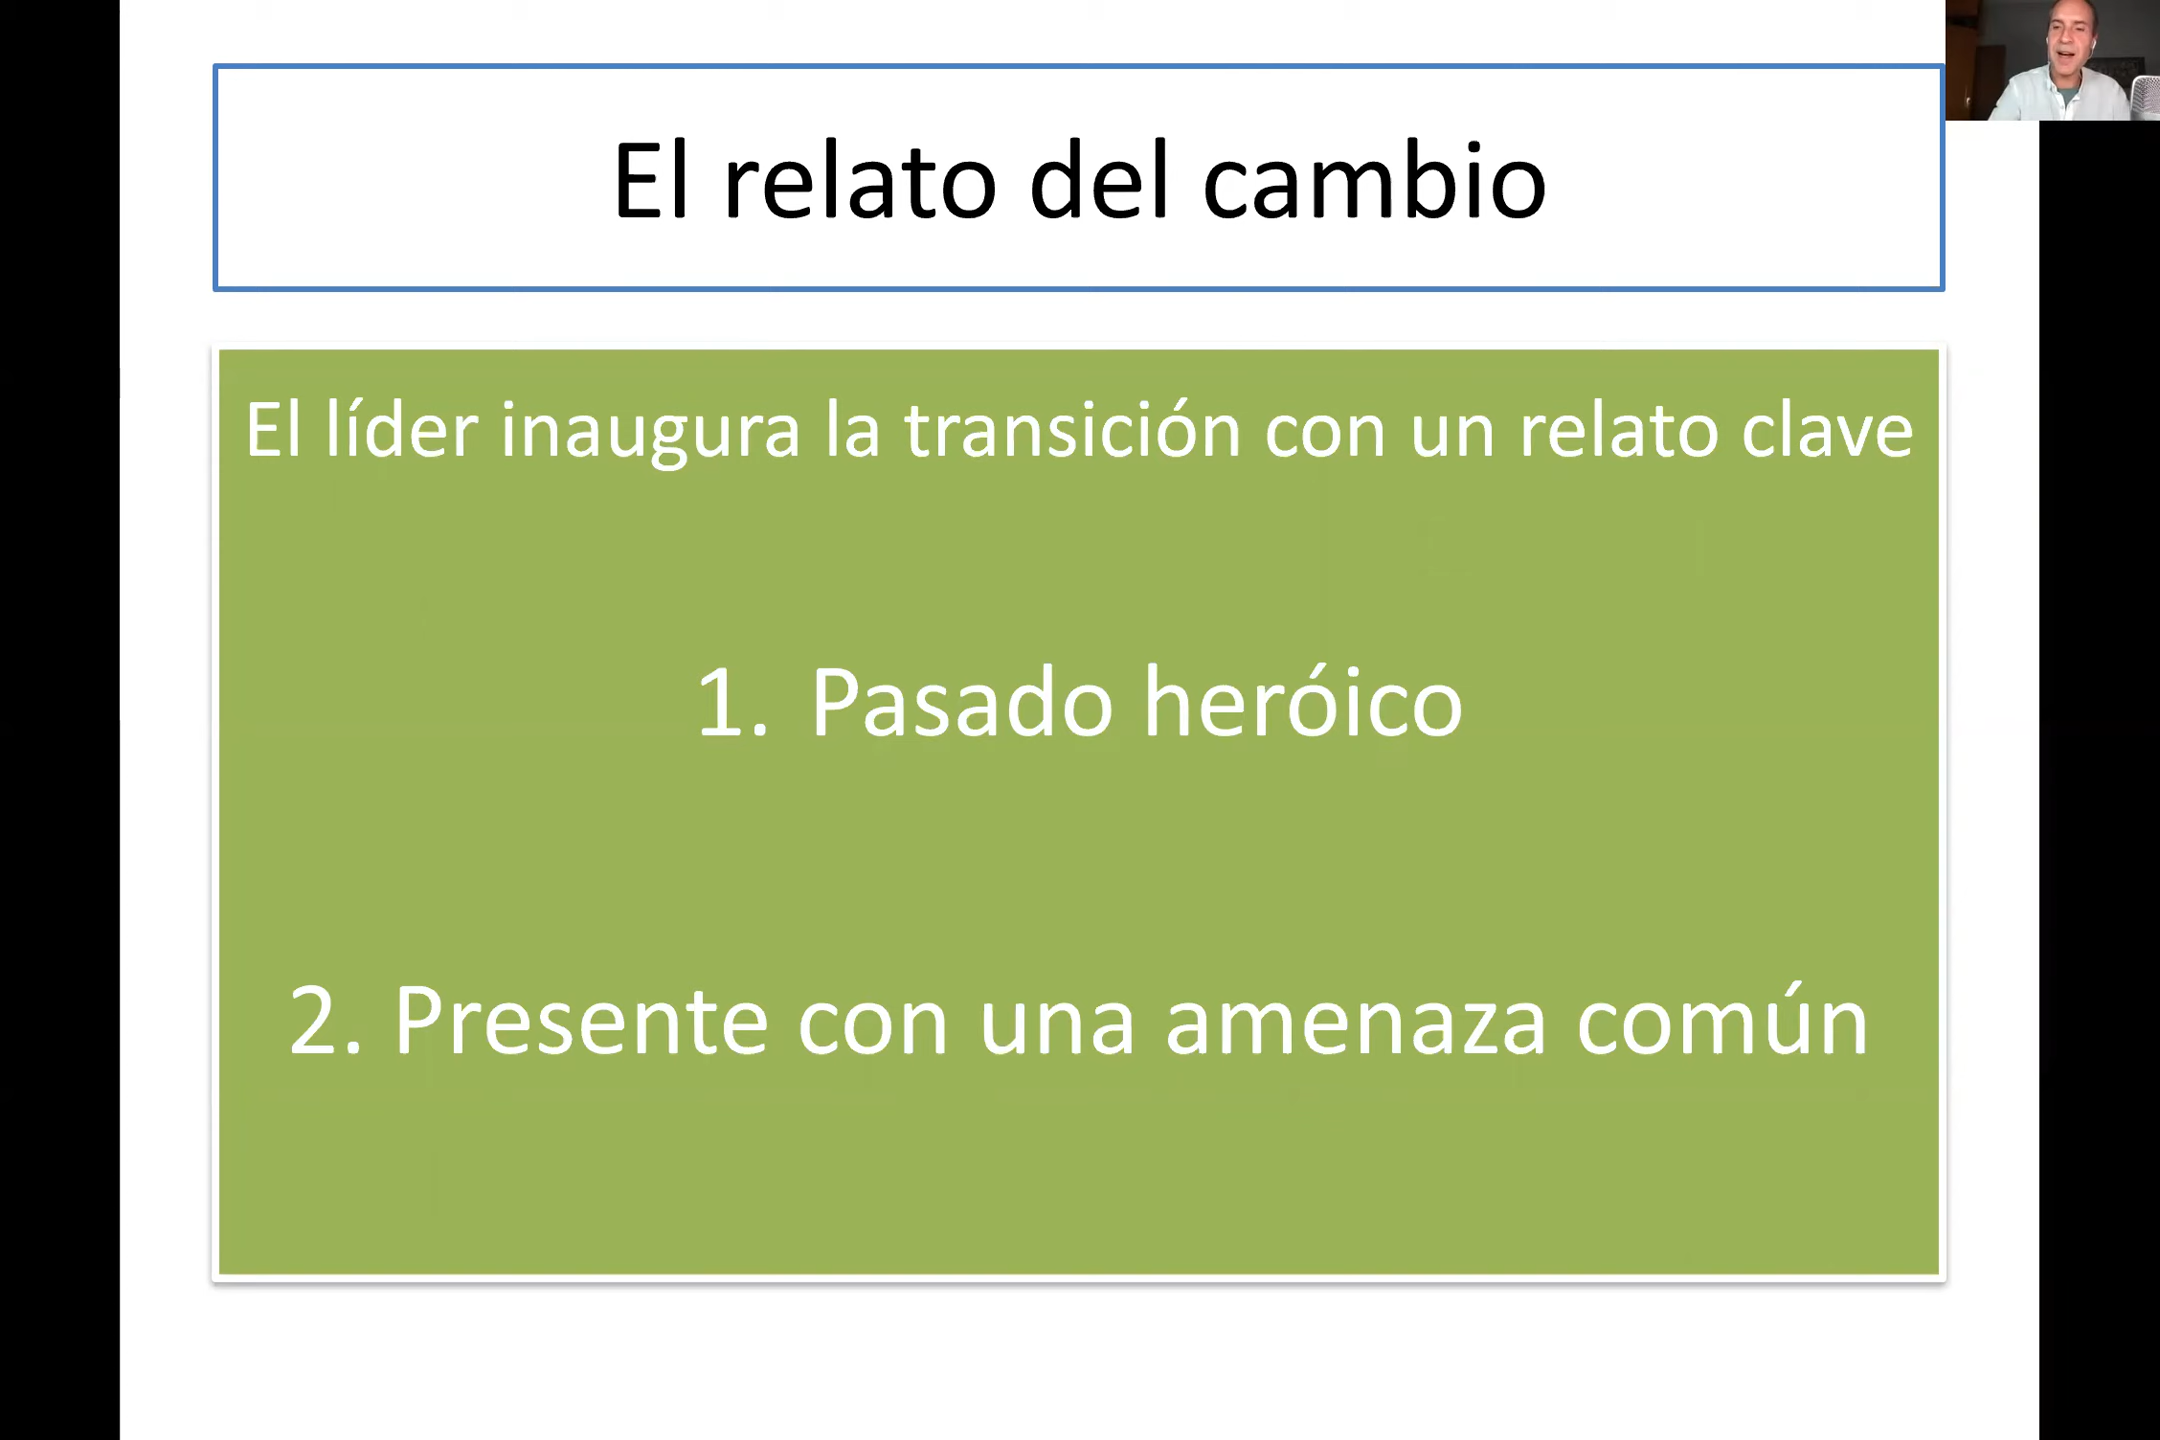 El relato del cambio
El líder inaugura la transición con un relato clave
1. Pasado heróico
2. Presente con una amenaza común